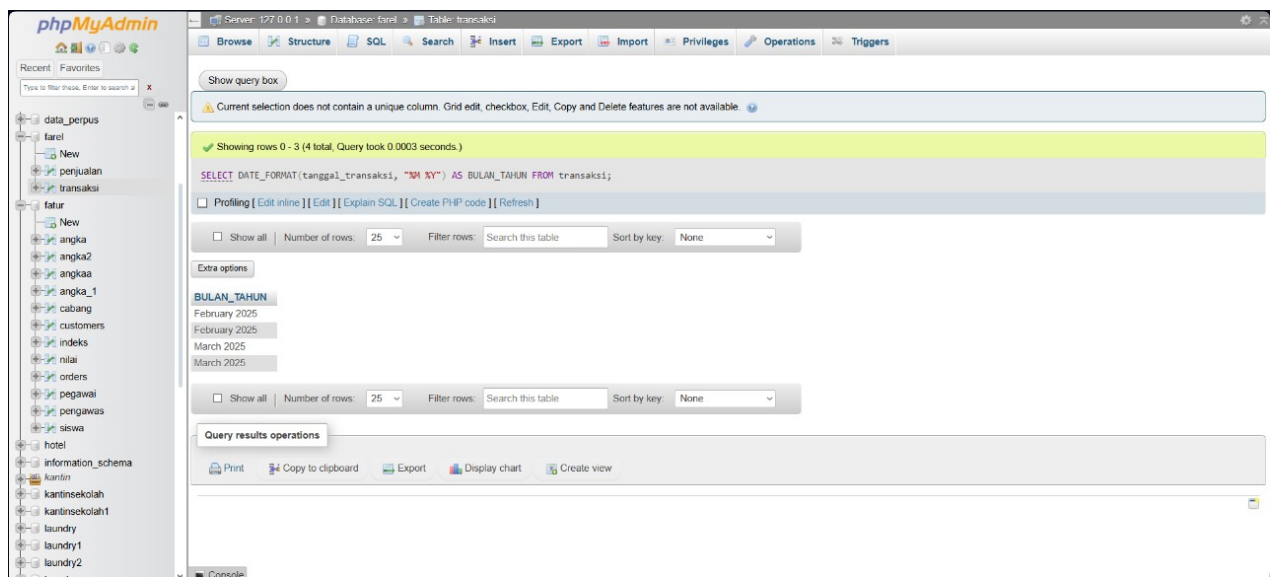 phpMyAdmin
Recent Favorites
Type to filter these, Enter to search al X
data_perpus
farel
New
penjualan
transaksi
fatur
New
angka
angka2
angkaa
angka_1
cabang
customers
indeks
nilai
orders
pegawai
pengawas
siswa
hotel
information_schema
kantin
kantinsekolah
kantinsekolah1
laundry
laundry1
laundry2
Server: 127.0.0.1 » Database: farel » Table: transaksi
Browse Structure SQL Search Insert Export Import Privileges Operations Triggers
Show query box
Current selection does not contain a unique column. Grid edit, checkbox, Edit, Copy and Delete features are not available.
Showing rows 0 - 3 (4 total, Query took 0.0003 seconds.)
SELECT DATE_FORMAT(tanggal_transaksi, "%M %Y") AS BULAN_TAHUN FROM transaksi;
Profiling [ Edit inline ] [ Edit ] [ Explain SQL ] [ Create PHP code ] [ Refresh ]
Show all | Number of rows: 25 Filter rows: Search this table Sort by key: None
Extra options
BULAN_TAHUN
February 2025
February 2025
March 2025
March 2025
Show all | Number of rows: 25 Filter rows: Search this table Sort by key: None
Query results operations
Print Copy to clipboard Export Display chart Create view
Console